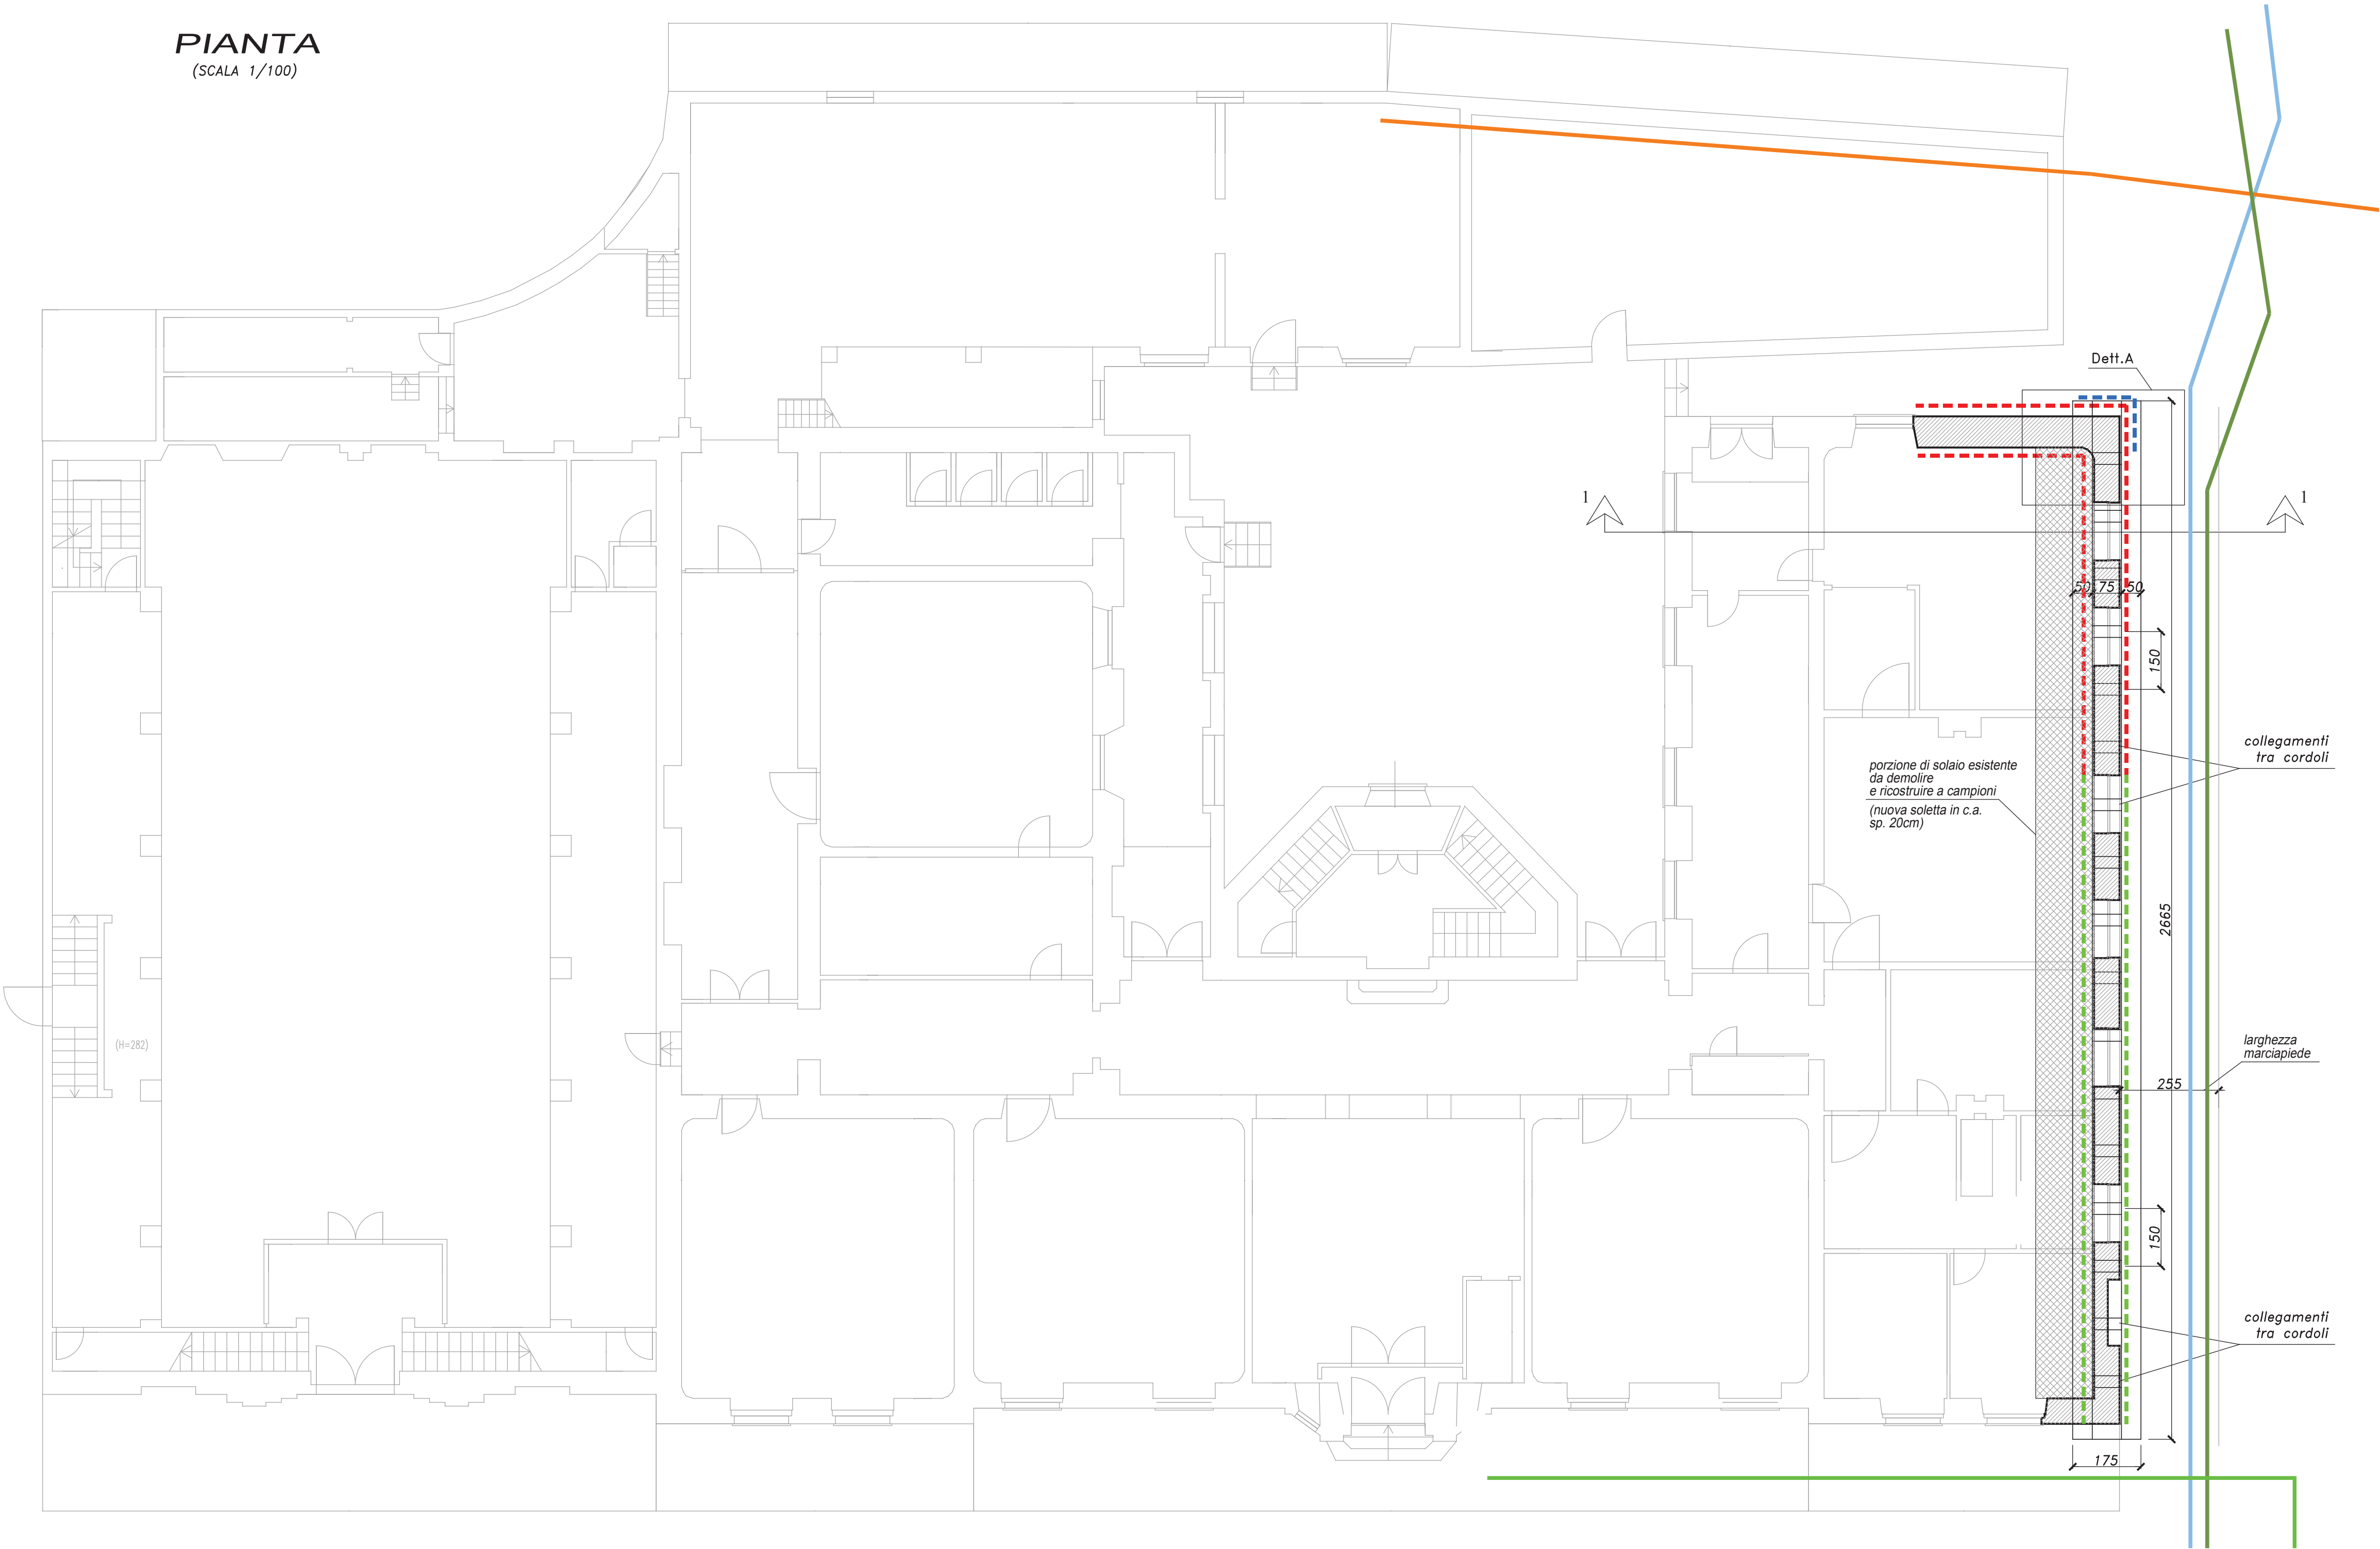 PIANTA
(SCALA 1/100)
Dett.A
1
1
50
75
50
150
collegamenti
tra cordoli
porzione di solaio esistente
da demolire
e ricostruire a campioni
(nuova soletta in c.a.
sp. 20cm)
2665
(H=282)
larghezza
marciapiede
255
150
collegamenti
tra cordoli
175